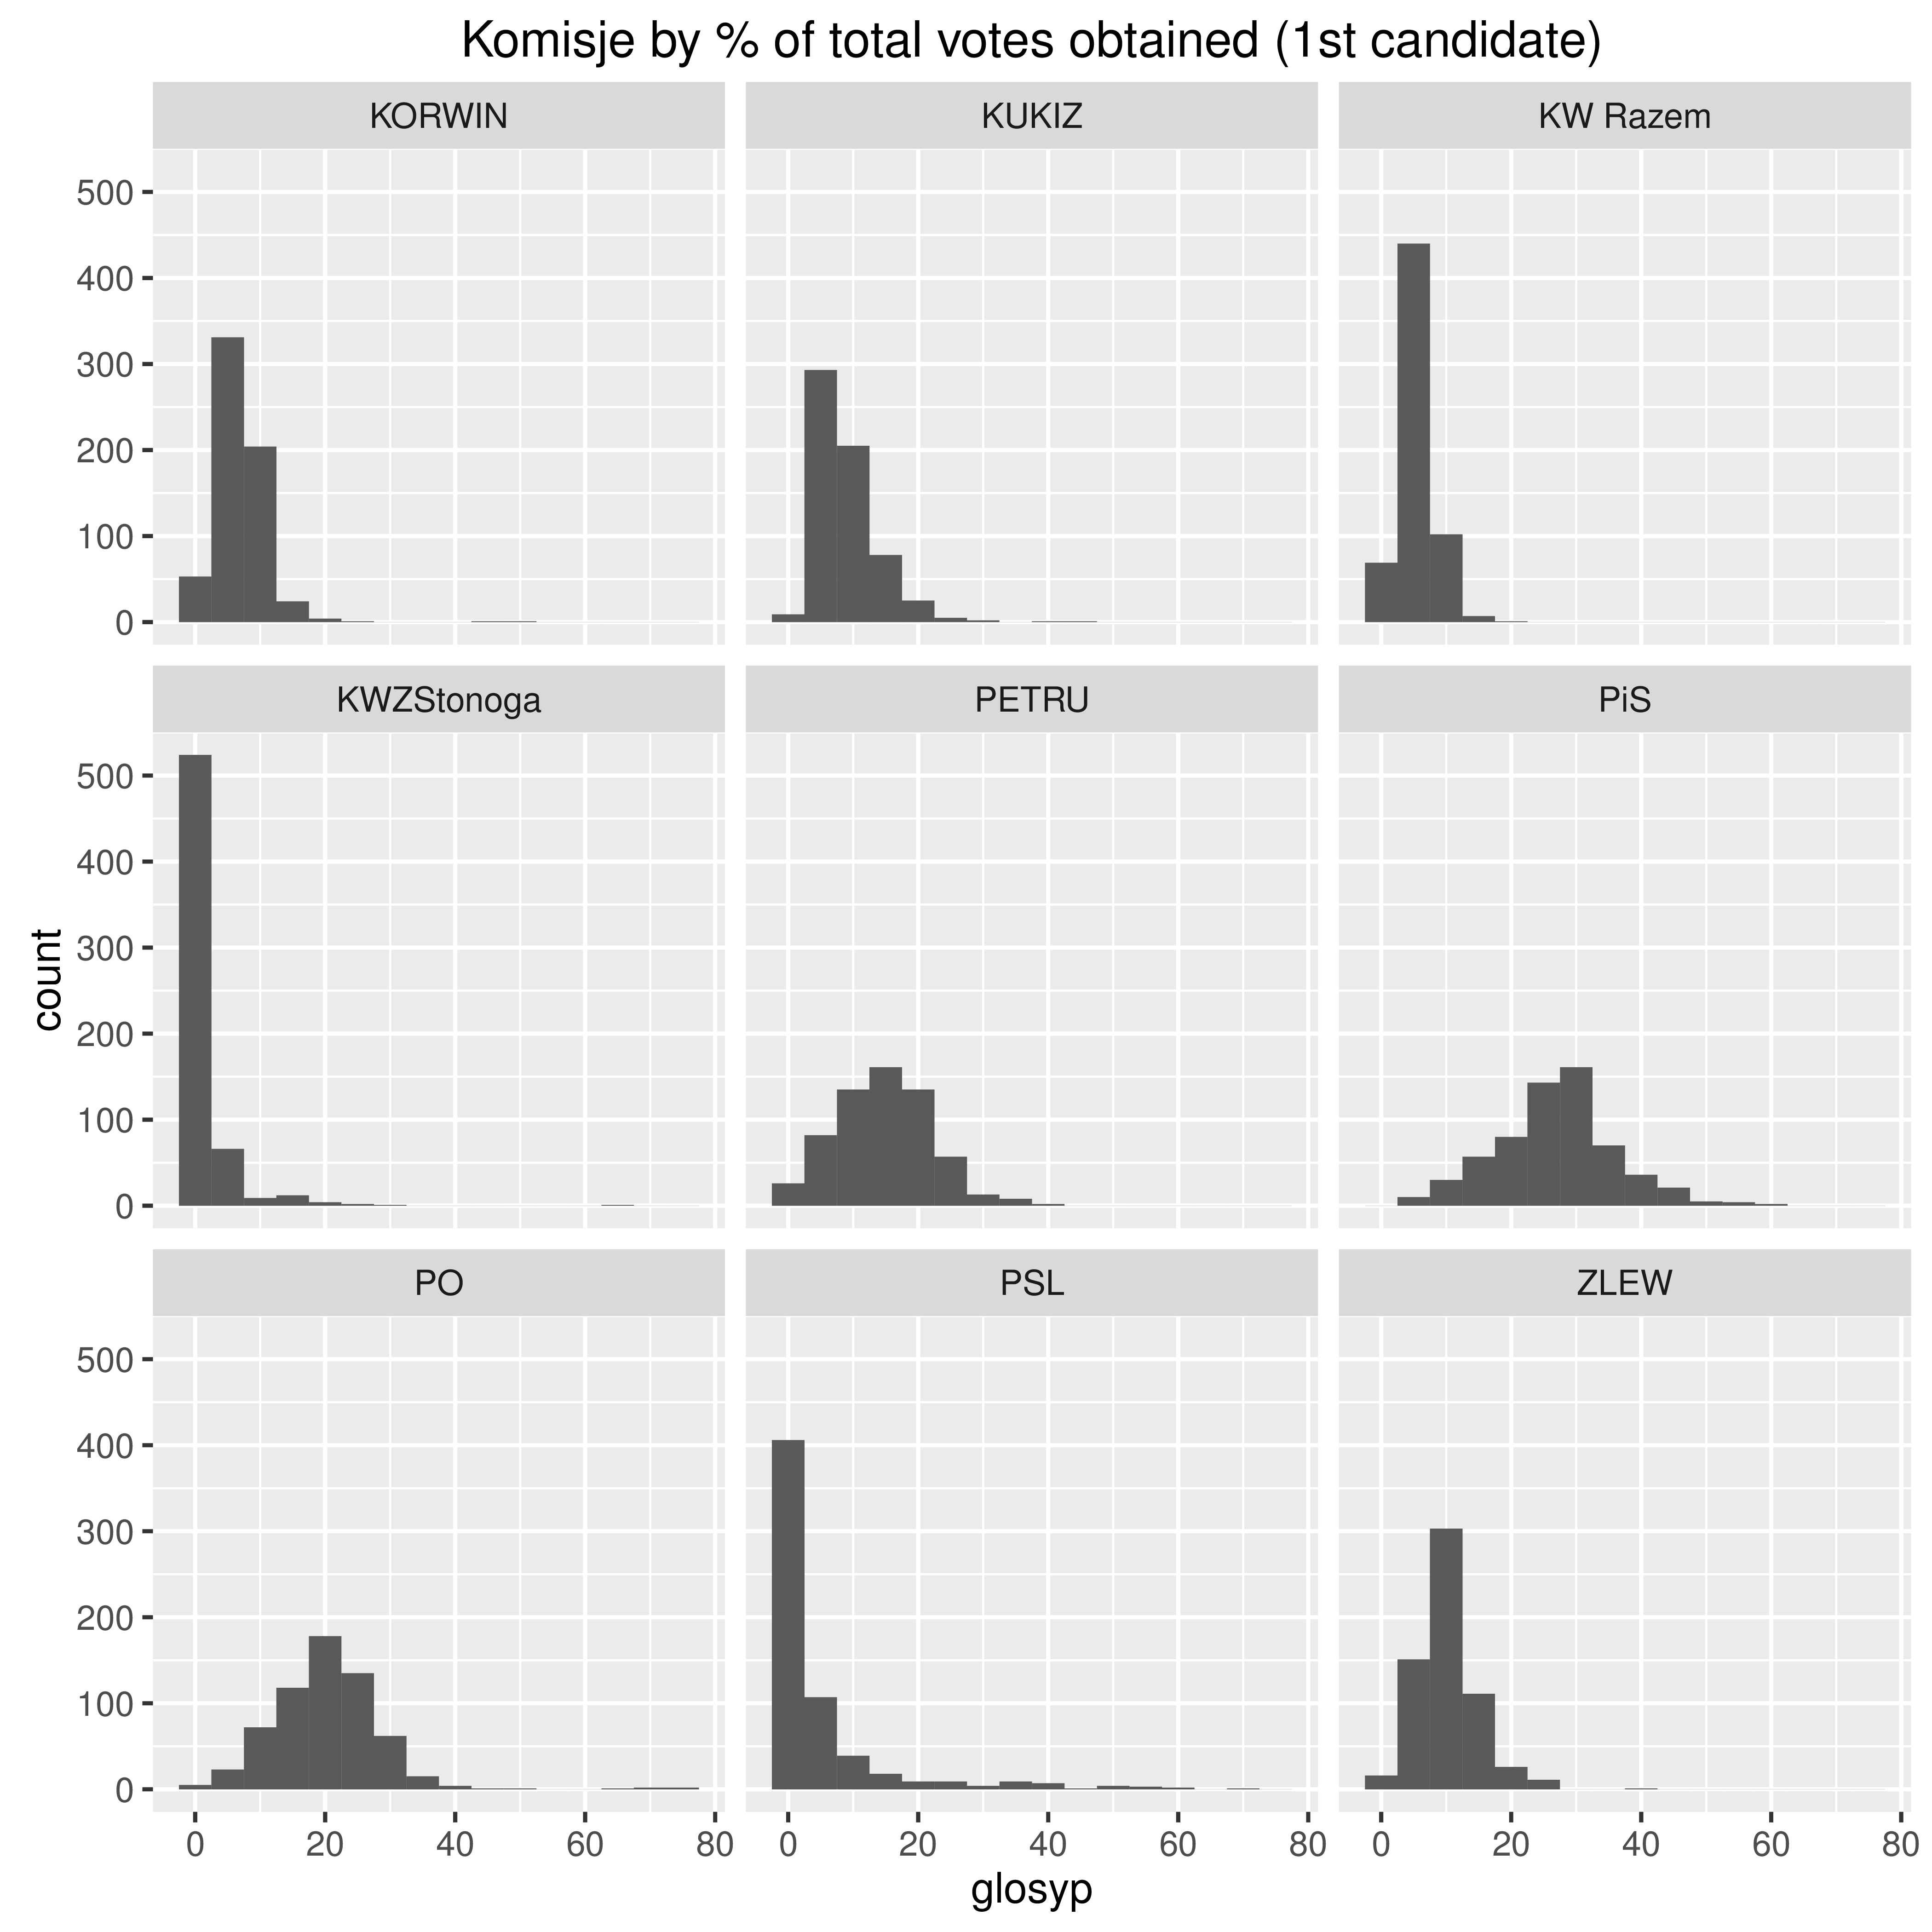 Komisje by % of total votes obtained (1st candidate)
KORWIN
KUKIZ
KW Razem
500
400
300
200
100
0
KWZStonoga
PETRU
PiS
500
400
300
200
100
0
count
PO
PSL
ZLEW
500
400
300
200
100
0
0 20 40 60 80
0 20 40 60 80
0 20 40 60 80
glosyp